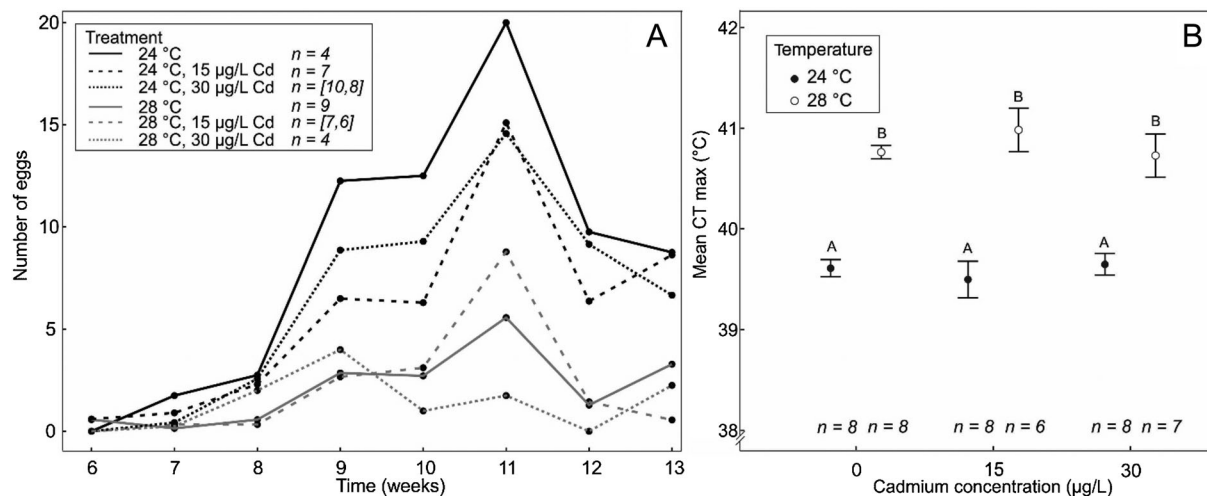 A
Treatment
24 °C n = 4
24 °C, 15 µg/L Cd n = 7
24 °C, 30 µg/L Cd n = [10,8]
28 °C n = 9
28 °C, 15 µg/L Cd n = [7,6]
28 °C, 30 µg/L Cd n = 4
Number of eggs
20
15
10
5
0
6 7 8 9 10 11 12 13
Time (weeks)
B
Temperature
24 °C
28 °C
Mean CT max (°C)
42
41
40
39
38
B B B
A A A
n = 8 n = 8 n = 8 n = 6 n = 8 n = 7
0 15 30
Cadmium concentration (µg/L)